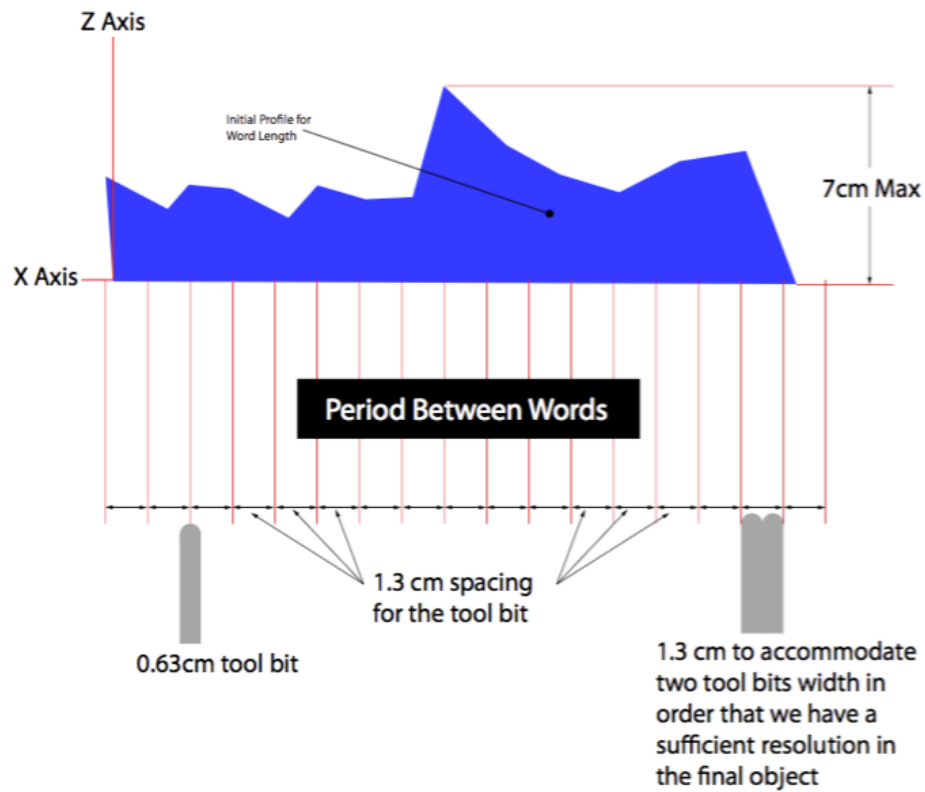 Z Axis
Initial Profile for
Word Length
7cm Max
X Axis
Period Between Words
1.3 cm spacing
for the tool bit
0.63cm tool bit
1.3 cm to accommodate
two tool bits width in
order that we have a
sufficient resolution in
the final object